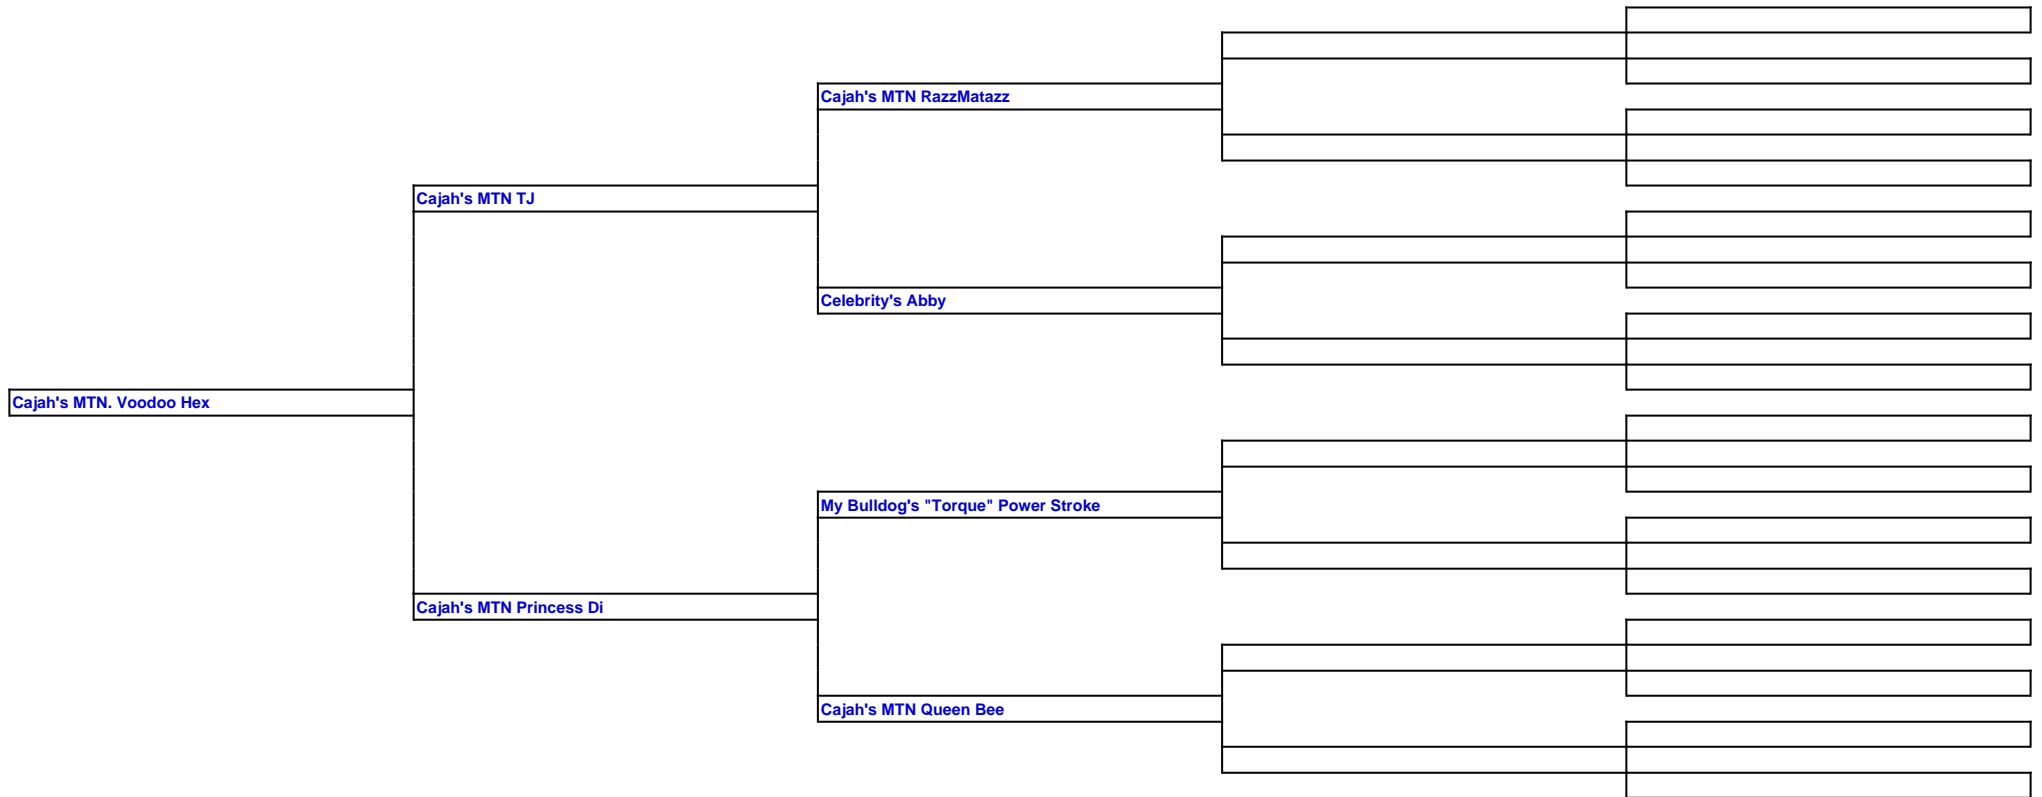 Cajah's MTN RazzMatazz
Cajah's MTN TJ
Celebrity's Abby
Cajah's MTN. Voodoo Hex
My Bulldog's "Torque" Power Stroke
Cajah's MTN Princess Di
Cajah's MTN Queen Bee